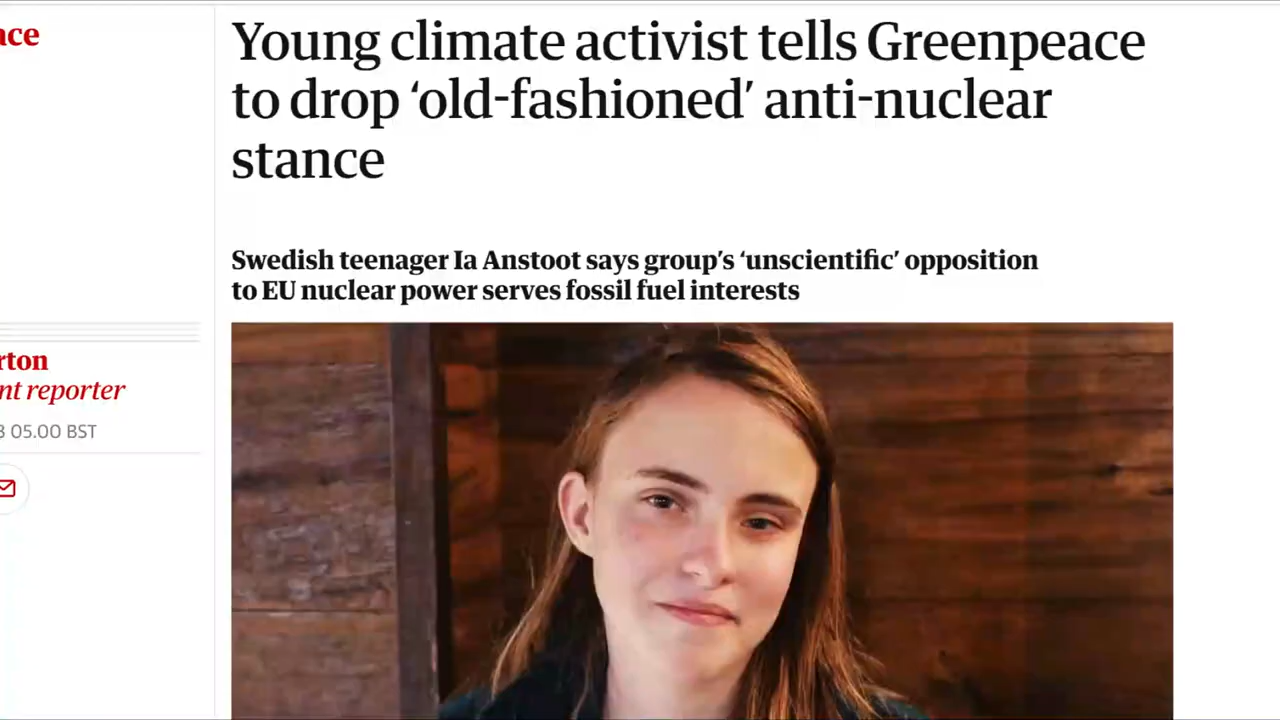 ace
Young climate activist tells Greenpeace
to drop ‘old-fashioned’ anti-nuclear
stance
Swedish teenager Ia Anstoot says group’s ‘unscientific’ opposition
to EU nuclear power serves fossil fuel interests
rton
nt reporter
3 05.00 BST